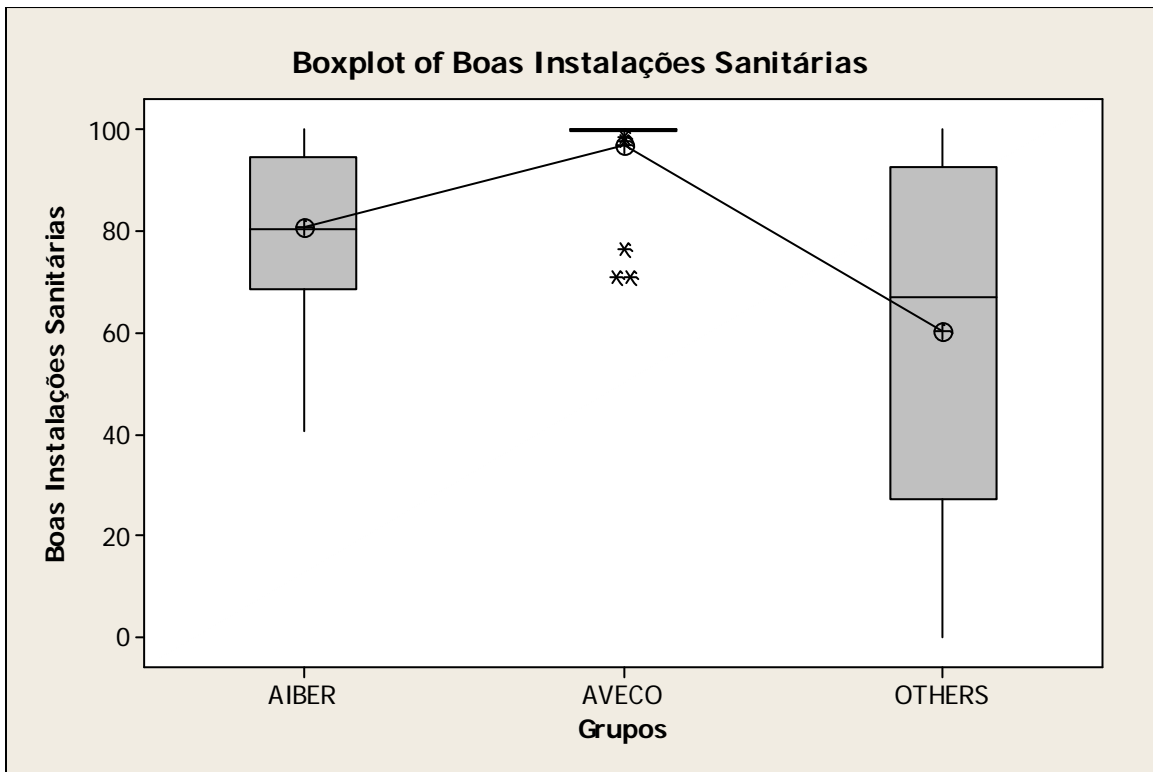 Boxplot of Boas Instalações Sanitárias
Boas Instalações Sanitárias
100
80
60
40
20
0
AIBER AVECO OTHERS
Grupos